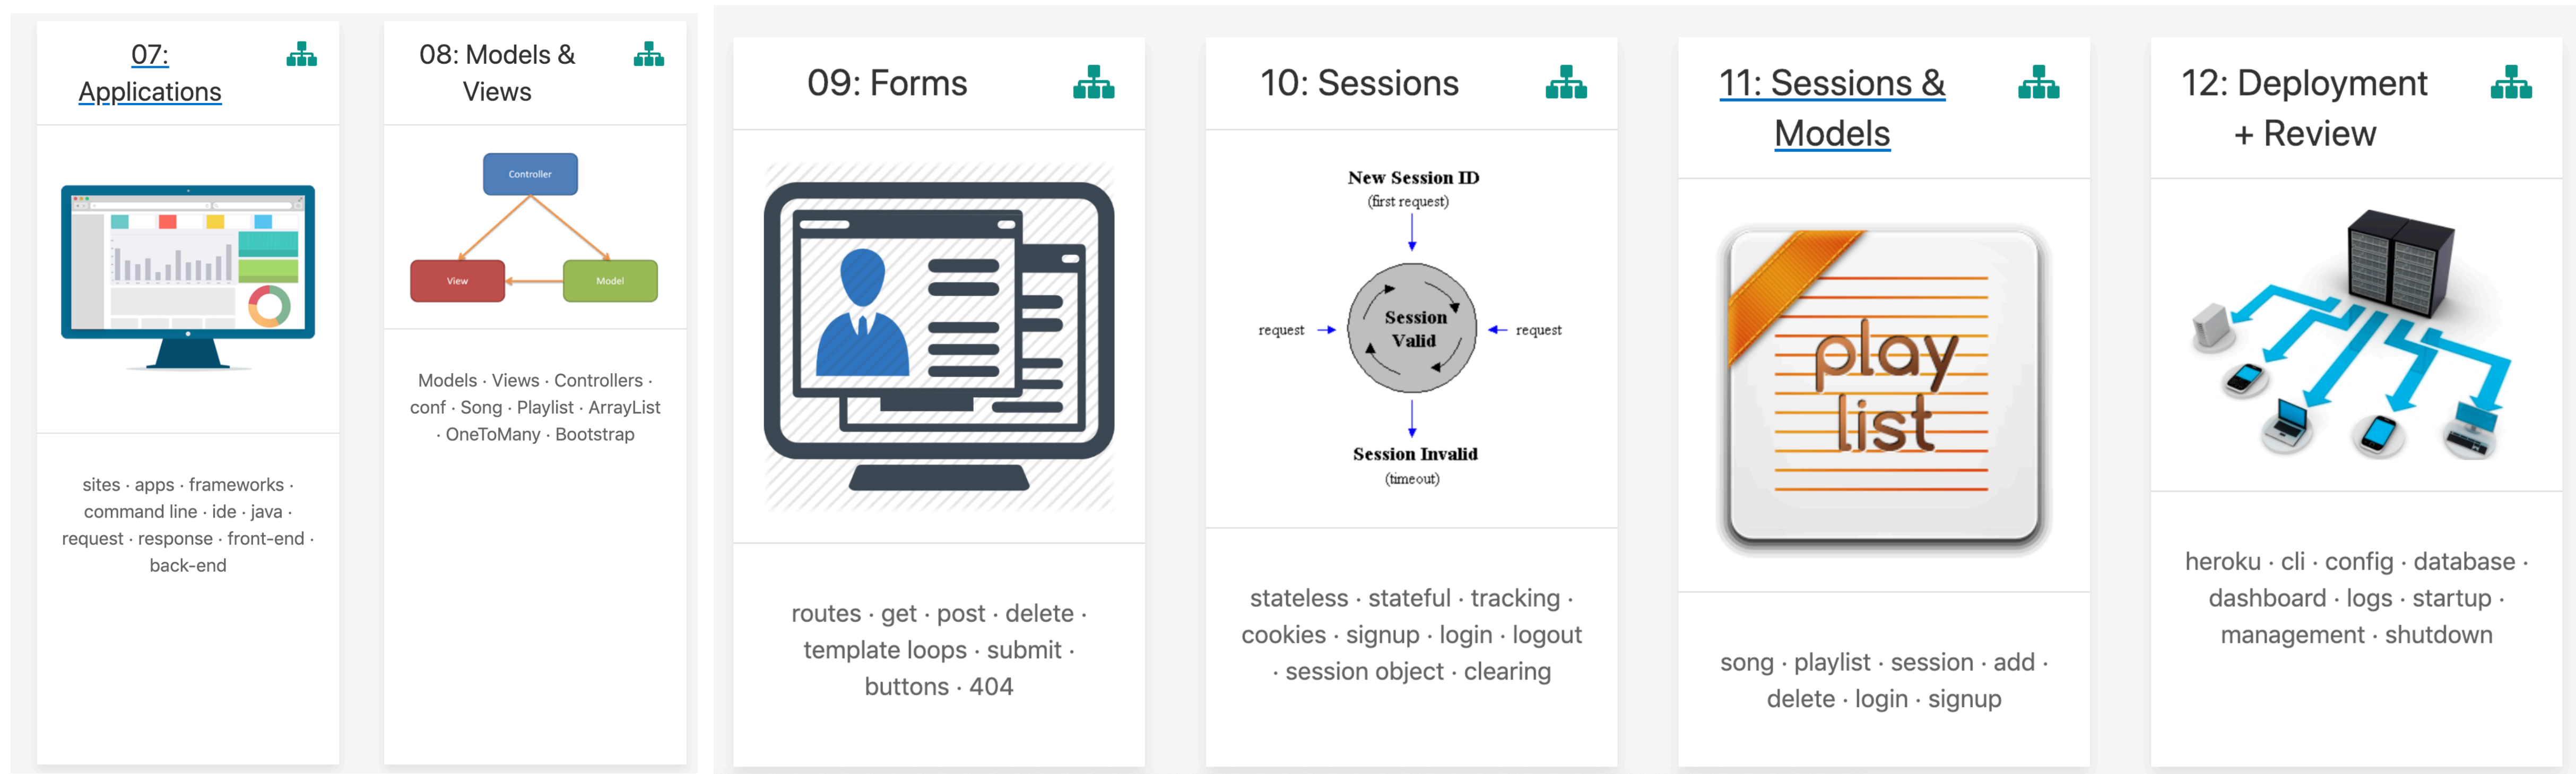 07:
Applications
sites · apps · frameworks ·
command line · ide · java ·
request · response · front-end ·
back-end
08: Models &
Views
Controller
View
Model
Models · Views · Controllers ·
conf · Song · Playlist · ArrayList
· OneToMany · Bootstrap
09: Forms
routes · get · post · delete ·
template loops · submit ·
buttons · 404
10: Sessions
New Session ID
(first request)
request
Session
Valid
request
Session Invalid
(timeout)
stateless · stateful · tracking ·
cookies · signup · login · logout
· session object · clearing
11: Sessions &
Models
play
list
song · playlist · session · add ·
delete · login · signup
12: Deployment
+ Review
heroku · cli · config · database ·
dashboard · logs · startup ·
management · shutdown